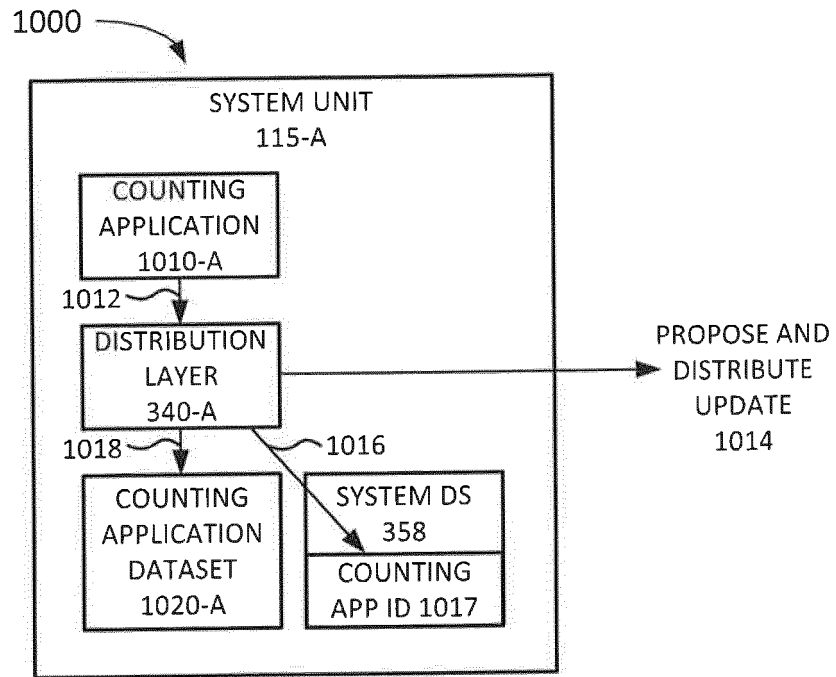 1000
SYSTEM UNIT
115-A
COUNTING
APPLICATION
1010-A
1012
DISTRIBUTION
LAYER
340-A
PROPOSE AND
DISTRIBUTE
UPDATE
1014
1018
1016
COUNTING
APPLICATION
DATASET
1020-A
SYSTEM DS
358
COUNTING
APP ID 1017